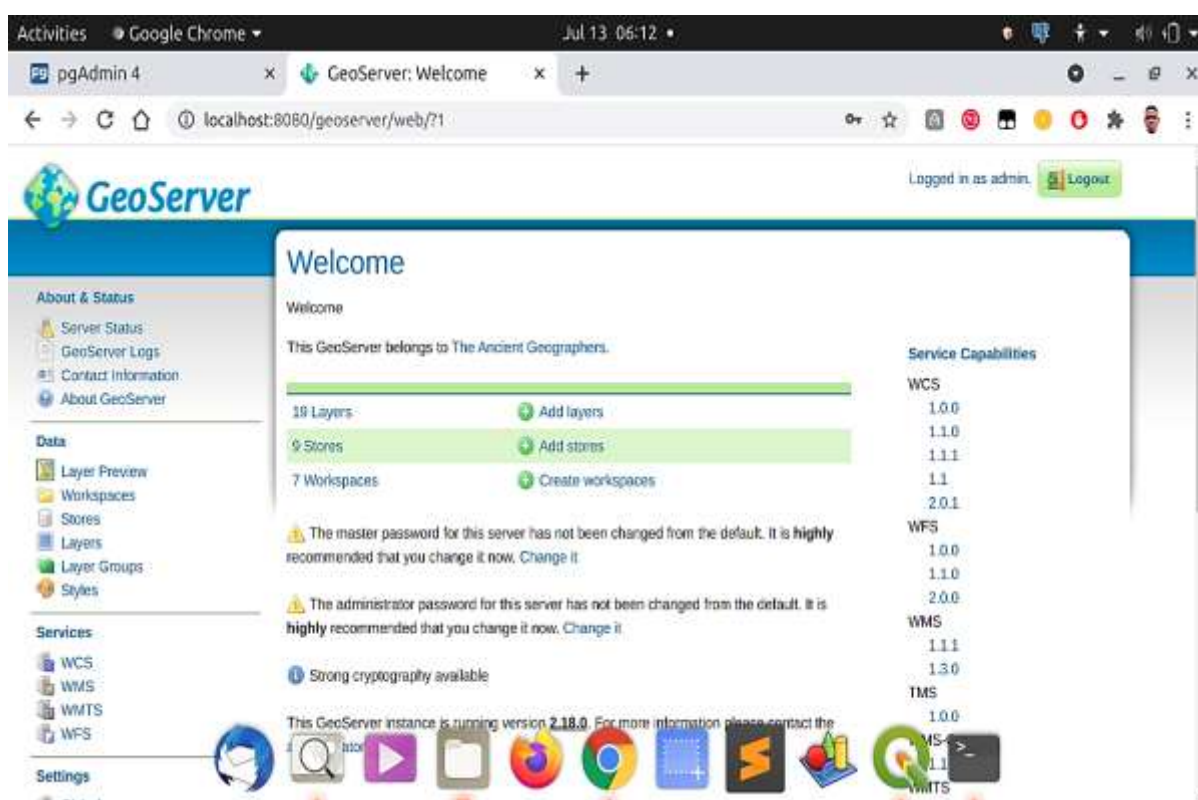 Activities Google Chrome Jul 13 06:12
pgAdmin 4 GeoServer: Welcome
localhost:8080/geoserver/web/?1
GeoServer
Logged in as admin. Logout
Welcome
About & Status
Server Status
GeoServer Logs
Contact Information
About GeoServer
Data
Layer Preview
Workspaces
Stores
Layers
Layer Groups
Styles
Services
WCS
WMS
WMTS
WFS
Settings
Welcome
This GeoServer belongs to The Ancient Geographers.
19 Layers Add layers
9 Stores Add stores
7 Workspaces Create workspaces
The master password for this server has not been changed from the default. It is highly
recommended that you change it now. Change it
The administrator password for this server has not been changed from the default. It is
highly recommended that you change it now. Change it
Strong cryptography available
This GeoServer instance is running version 2.18.0. For more information please contact the
Service Capabilities
WCS
1.0.0
1.1.0
1.1.1
1.1
2.0.1
WFS
1.0.0
1.1.0
2.0.0
WMS
1.1.1
1.3.0
TMS
1.0.0
WMTS